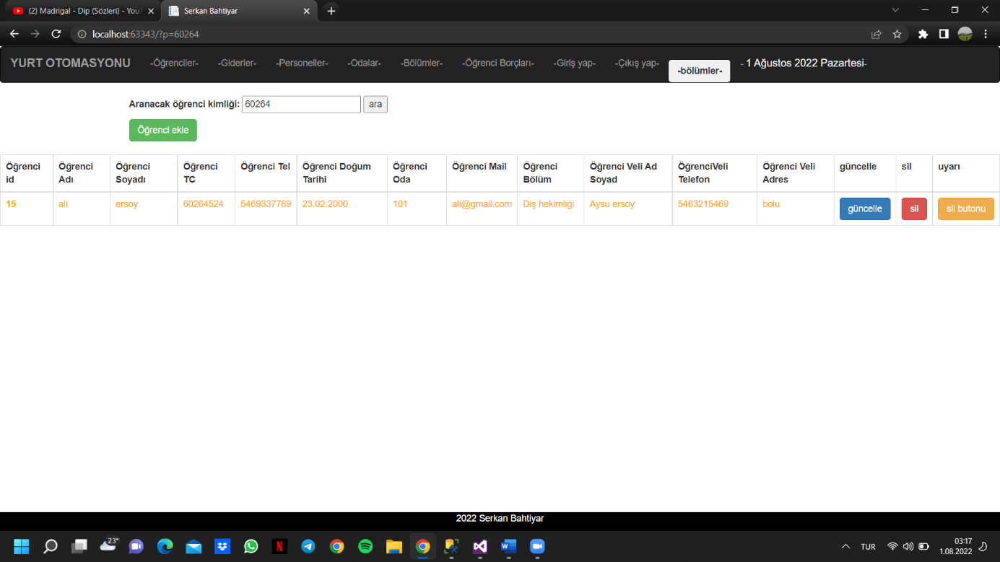 (2) Madrigal - Dip (Sözleri) - You
Serkan Bahtiyar
localhost:63343/?p=60264
YURT OTOMASYONU -Öğrenciler- -Giderler- -Personeller- -Odalar- -Bölümler- -Öğrenci Borçları- -Giriş yap- -Çıkış yap- -bölümler- - 1 Ağustos 2022 Pazartesi-
Aranacak öğrenci kimliği: 60264 ara
Öğrenci ekle
Öğrenci id Öğrenci Adı Öğrenci Soyadı Öğrenci TC Öğrenci Tel Öğrenci Doğum Tarihi Öğrenci Oda Öğrenci Mail Öğrenci Bölüm Öğrenci Veli Ad Soyad ÖğrenciVeli Telefon Öğrenci Veli Adres güncelle sil uyarı
15 ali ersoy 60264524 5469337789 23.02.2000 101 ali@gmail.com Diş hekimliği Aysu ersoy 5463215469 bolu güncelle sil sil butonu
2022 Serkan Bahtiyar
23° TUR 03:17
1.08.2022